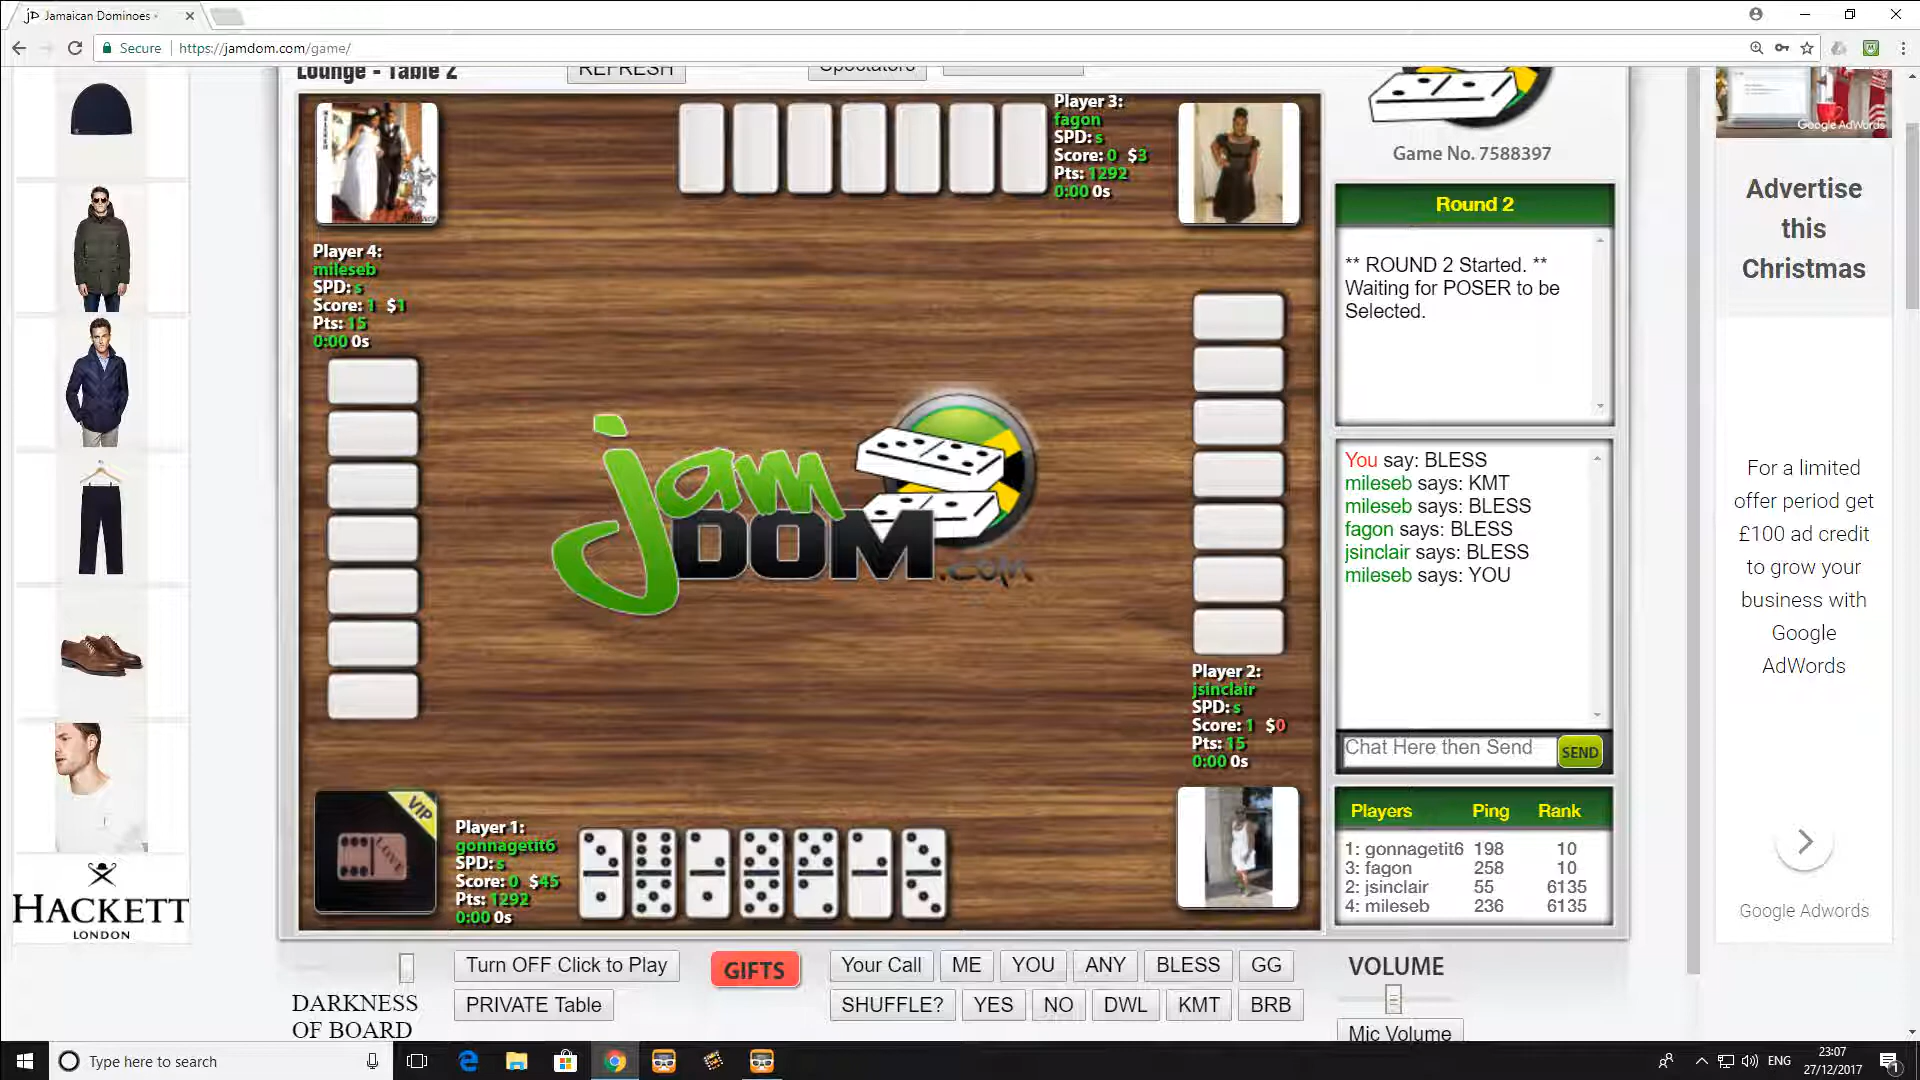 Jamaican Dominoes -
Secure
https://jamdom.com/game/
Lounge - Table 2
REFRESH
Spectators
Player 3:
fagon
SPD: s
Score: 0 $3
Pts: 1292
0:00 0s
Player 4:
mileseb
SPD: s
Score: 1 $1
Pts: 15
0:00 0s
jam
DOM
.com
Player 2:
jsinclair
SPD: s
Score: 1 $0
Pts: 15
0:00 0s
VIP
LOVE
Player 1:
gonnagetit6
SPD: s
Score: 0 $45
Pts: 1292
0:00 0s
Game No. 7588397
Round 2
** ROUND 2 Started. **
Waiting for POSER to be
Selected.
You say: BLESS
mileseb says: KMT
mileseb says: BLESS
fagon says: BLESS
jsinclair says: BLESS
mileseb says: YOU
Chat Here then Send
SEND
Players Ping Rank
1: gonnagetit6 198 10
3: fagon 258 10
2: jsinclair 55 6135
4: mileseb 236 6135
DARKNESS
OF BOARD
Turn OFF Click to Play
PRIVATE Table
GIFTS
Your Call ME YOU ANY BLESS GG
SHUFFLE? YES NO DWL KMT BRB
VOLUME
Mic Volume
HACKETT
LONDON
Google AdWords
Advertise
this
Christmas
For a limited
offer period get
£100 ad credit
to grow your
business with
Google
AdWords
Google Adwords
Type here to search
ENG
23:07
27/12/2017
1